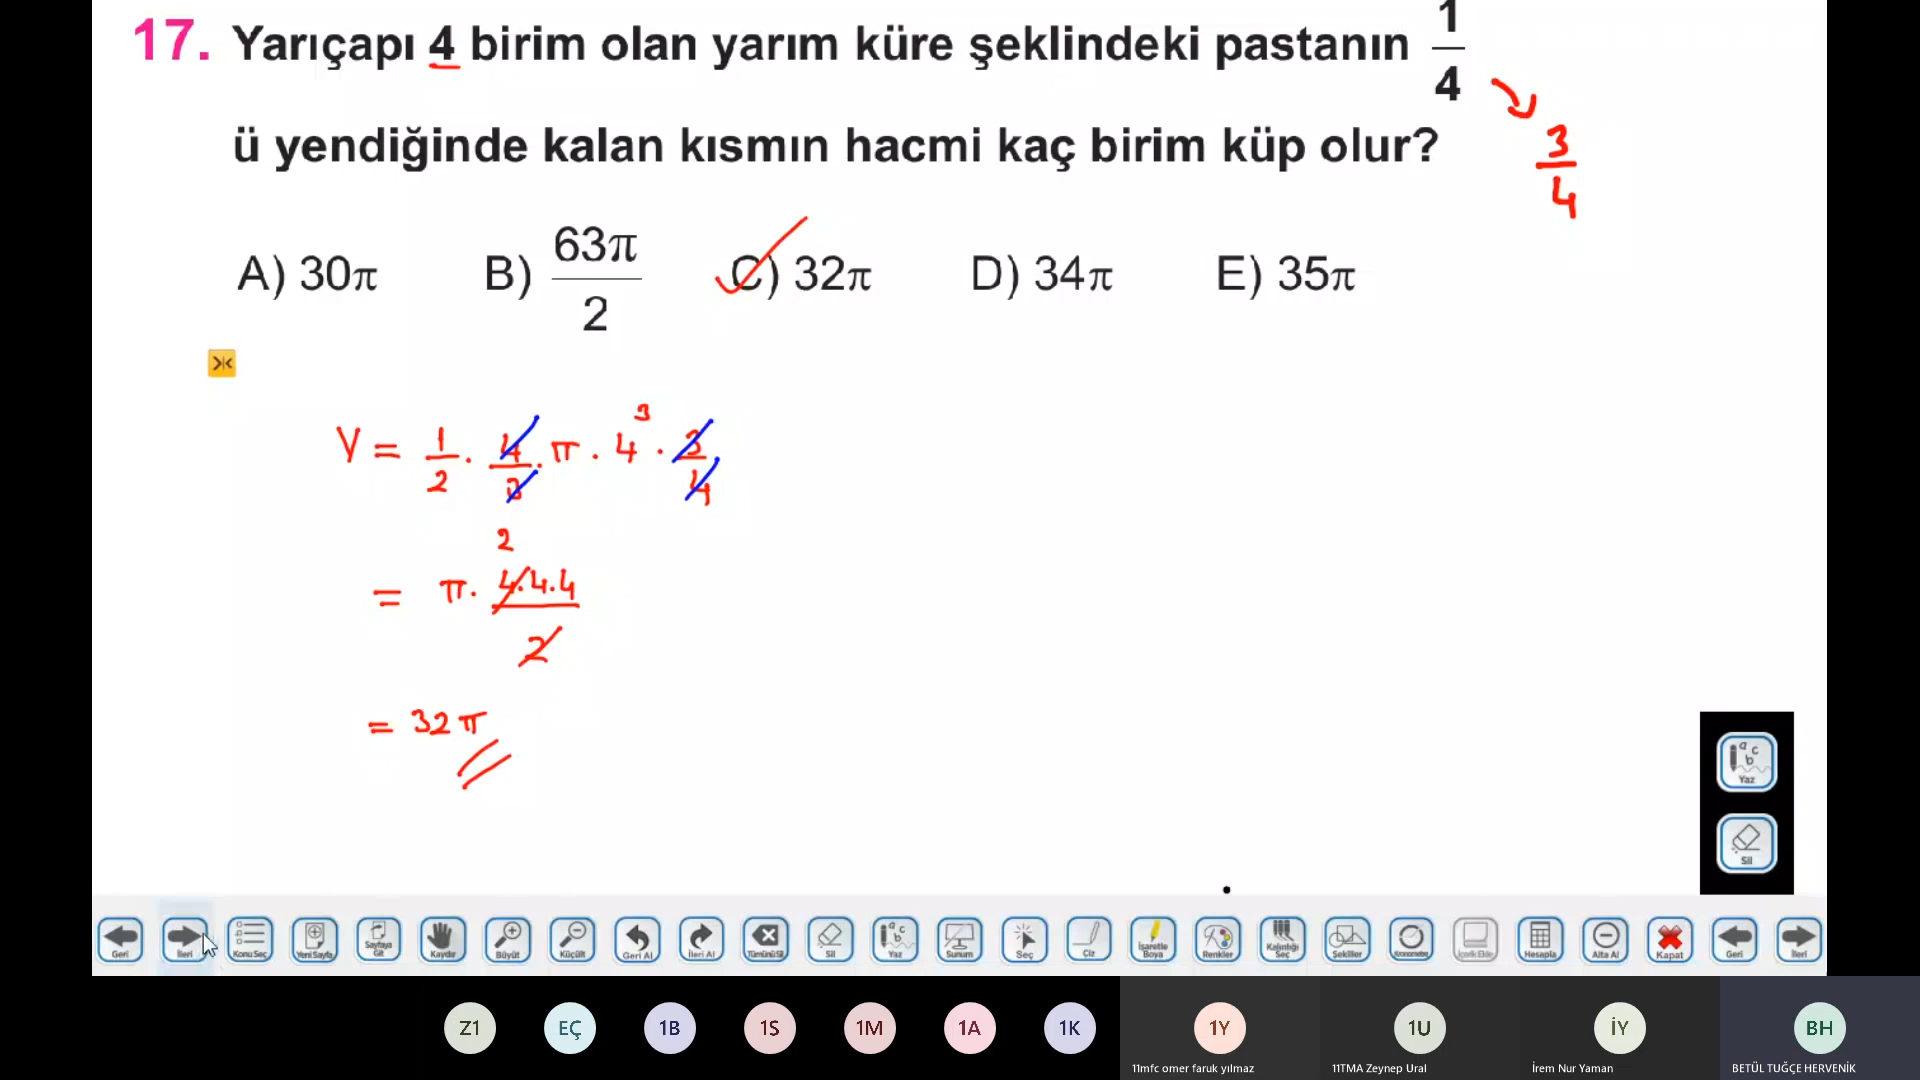 17. Yarıçapı 4 birim olan yarım küre şeklindeki pastanın 1/4
ü yendiğinde kalan kısmın hacmi kaç birim küp olur?
3/4
A) 30π B) 63π/2 C) 32π D) 34π E) 35π
V = 1/2 . 4/3 . π . 4³ . 3/4
2
= π . 4.4.4/2
= 32π
Yaz
Sil
Geri İleri Konu Seç Yeni Sayfa Sayfaya Git Kaydır Büyüt Küçült Geri Al İleri Al Tümünü Sil Sil Yaz Sunum Seç Çiz İşaretle Boya Renkler Kalınlığı Seç Şekiller Kronometre İçerik Ekle Hesapla Alta Al Kapat Geri İleri
Z1 EÇ 1B 1S 1M 1A 1K 1Y 1U İY BH
11mfc omer faruk yılmaz 11TMA Zeynep Ural İrem Nur Yaman BETÜL TUĞÇE HERVENİK